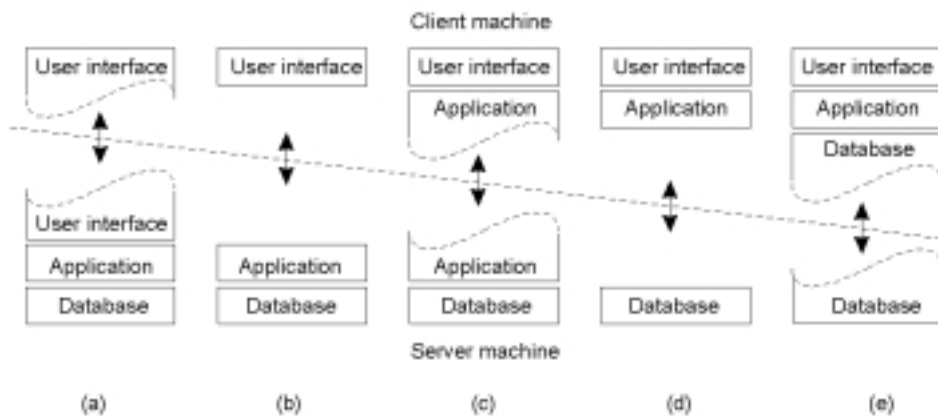 Client machine
User interface User interface User interface User interface User interface
Application Application Application
Database
User interface
Application Application Application Application
Database Database Database Database Database
Server machine
(a) (b) (c) (d) (e)